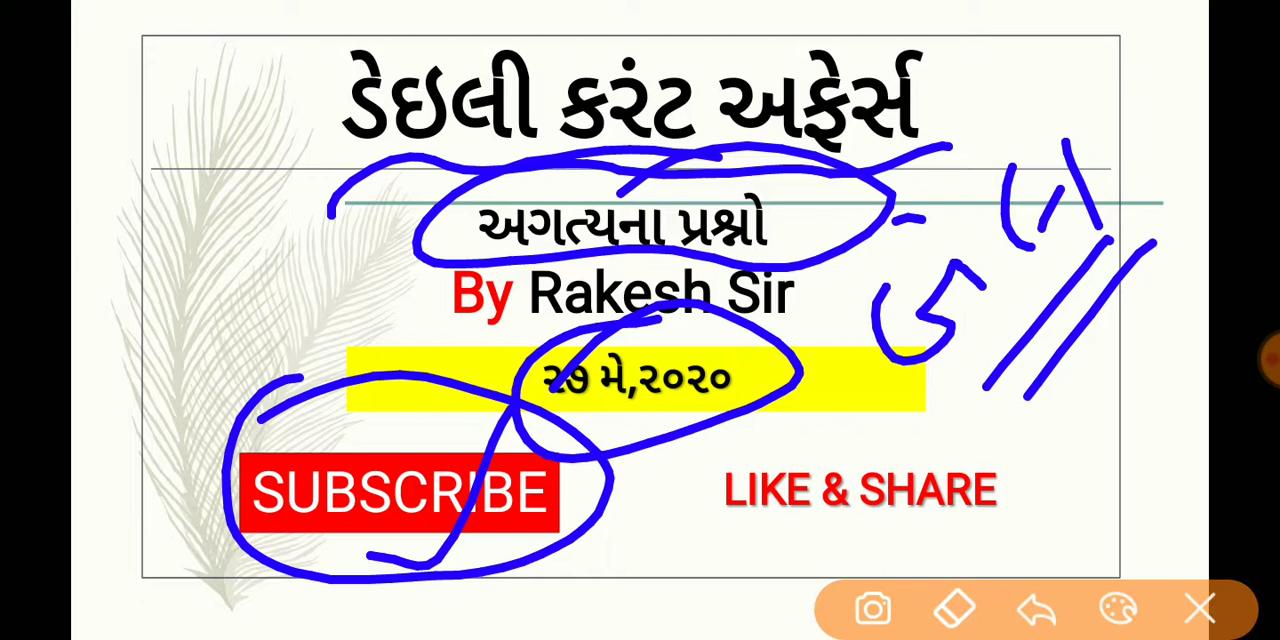 ડેઇલી કરંટ અફેર્સ
અગત્યના પ્રશ્નો
By Rakesh Sir
૨૭ મે,૨૦૨૦
SUBSCRIBE
LIKE & SHARE